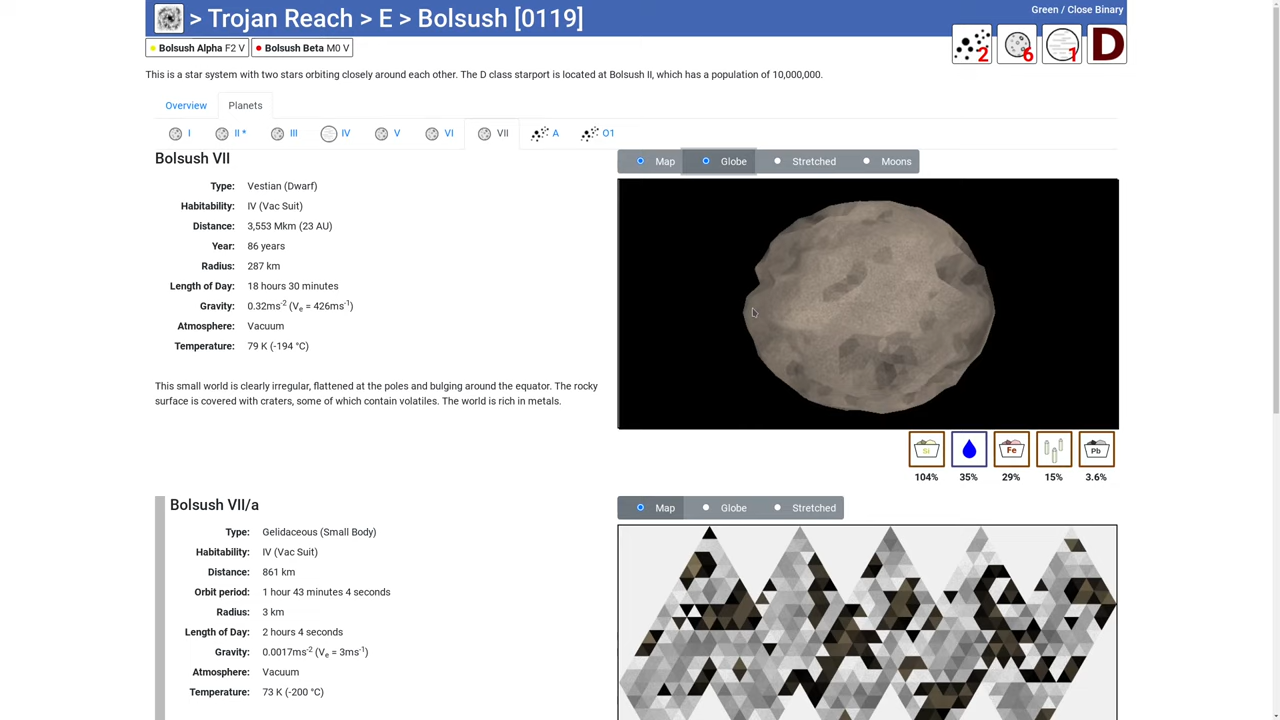 > Trojan Reach > E > Bolsush [0119]
Green / Close Binary
Bolsush Alpha F2 V
Bolsush Beta M0 V
2
6
1
D
This is a star system with two stars orbiting closely around each other. The D class starport is located at Bolsush II, which has a population of 10,000,000.
Overview
Planets
I
II *
III
IV
V
VI
VII
A
O1
Bolsush VII
Map
Globe
Stretched
Moons
Type: Vestian (Dwarf)
Habitability: IV (Vac Suit)
Distance: 3,553 Mkm (23 AU)
Year: 86 years
Radius: 287 km
Length of Day: 18 hours 30 minutes
Gravity: 0.32ms-2 (Ve = 426ms-1)
Atmosphere: Vacuum
Temperature: 79 K (-194 °C)
This small world is clearly irregular, flattened at the poles and bulging around the equator. The rocky
surface is covered with craters, some of which contain volatiles. The world is rich in metals.
Si
Fe
Pb
104%
35%
29%
15%
3.6%
Bolsush VII/a
Map
Globe
Stretched
Type: Gelidaceous (Small Body)
Habitability: IV (Vac Suit)
Distance: 861 km
Orbit period: 1 hour 43 minutes 4 seconds
Radius: 3 km
Length of Day: 2 hours 4 seconds
Gravity: 0.0017ms-2 (Ve = 3ms-1)
Atmosphere: Vacuum
Temperature: 73 K (-200 °C)